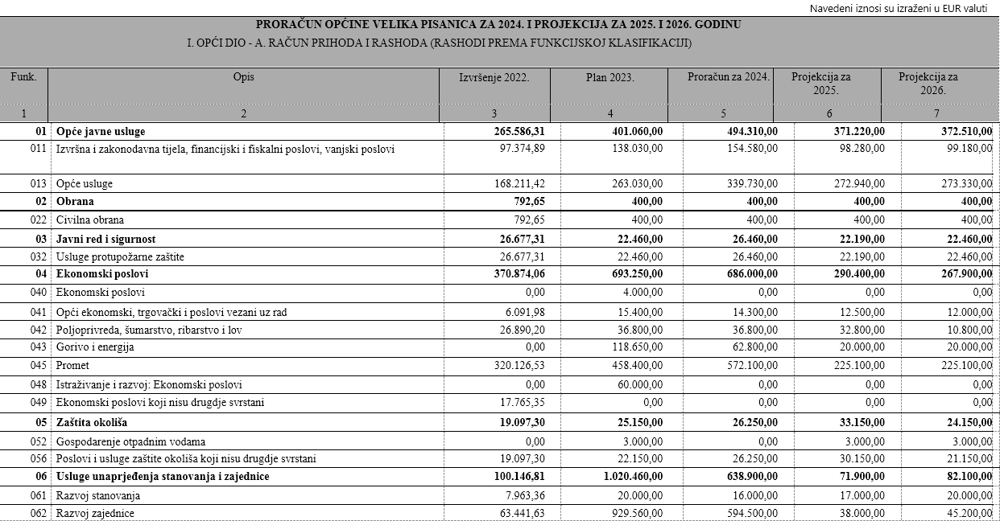 Navedeni iznosi su izraženi u EUR valuti
PRORAČUN OPĆINE VELIKA PISANICA ZA 2024. I PROJEKCIJA ZA 2025. I 2026. GODINU
I. OPĆI DIO - A. RAČUN PRIHODA I RASHODA (RASHODI PREMA FUNKCIJSKOJ KLASIFIKACIJI)
Funk. Opis Izvršenje 2022. Plan 2023. Proračun za 2024. Projekcija za 2025. Projekcija za 2026.
1 2 3 4 5 6 7
01 Opće javne usluge 265.586,31 401.060,00 494.310,00 371.220,00 372.510,00
011 Izvršna i zakonodavna tijela, financijski i fiskalni poslovi, vanjski poslovi 97.374,89 138.030,00 154.580,00 98.280,00 99.180,00
013 Opće usluge 168.211,42 263.030,00 339.730,00 272.940,00 273.330,00
02 Obrana 792,65 400,00 400,00 400,00 400,00
022 Civilna obrana 792,65 400,00 400,00 400,00 400,00
03 Javni red i sigurnost 26.677,31 22.460,00 26.460,00 22.190,00 22.460,00
032 Usluge protupožarne zaštite 26.677,31 22.460,00 26.460,00 22.190,00 22.460,00
04 Ekonomski poslovi 370.874,06 693.250,00 686.000,00 290.400,00 267.900,00
040 Ekonomski poslovi 0,00 4.000,00 0,00 0,00 0,00
041 Opći ekonomski, trgovački i poslovi vezani uz rad 6.091,98 15.400,00 14.300,00 12.500,00 12.000,00
042 Poljoprivreda, šumarstvo, ribarstvo i lov 26.890,20 36.800,00 36.800,00 32.800,00 10.800,00
043 Gorivo i energija 0,00 118.650,00 62.800,00 20.000,00 20.000,00
045 Promet 320.126,53 458.400,00 572.100,00 225.100,00 225.100,00
048 Istraživanje i razvoj: Ekonomski poslovi 0,00 60.000,00 0,00 0,00 0,00
049 Ekonomski poslovi koji nisu drugdje svrstani 17.765,35 0,00 0,00 0,00 0,00
05 Zaštita okoliša 19.097,30 25.150,00 26.250,00 33.150,00 24.150,00
052 Gospodarenje otpadnim vodama 0,00 3.000,00 0,00 3.000,00 3.000,00
056 Poslovi i usluge zaštite okoliša koji nisu drugdje svrstani 19.097,30 22.150,00 26.250,00 30.150,00 21.150,00
06 Usluge unaprjeđenja stanovanja i zajednice 100.146,81 1.020.460,00 638.900,00 71.900,00 82.100,00
061 Razvoj stanovanja 7.963,36 20.000,00 16.000,00 17.000,00 20.000,00
062 Razvoj zajednice 63.441,63 929.560,00 594.500,00 38.000,00 45.200,00